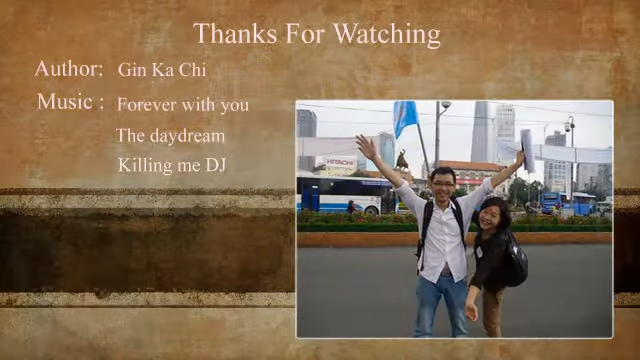 Thanks For Watching
Author: Gin Ka Chi
Music : Forever with you
The daydream
Killing me DJ
HITACHI